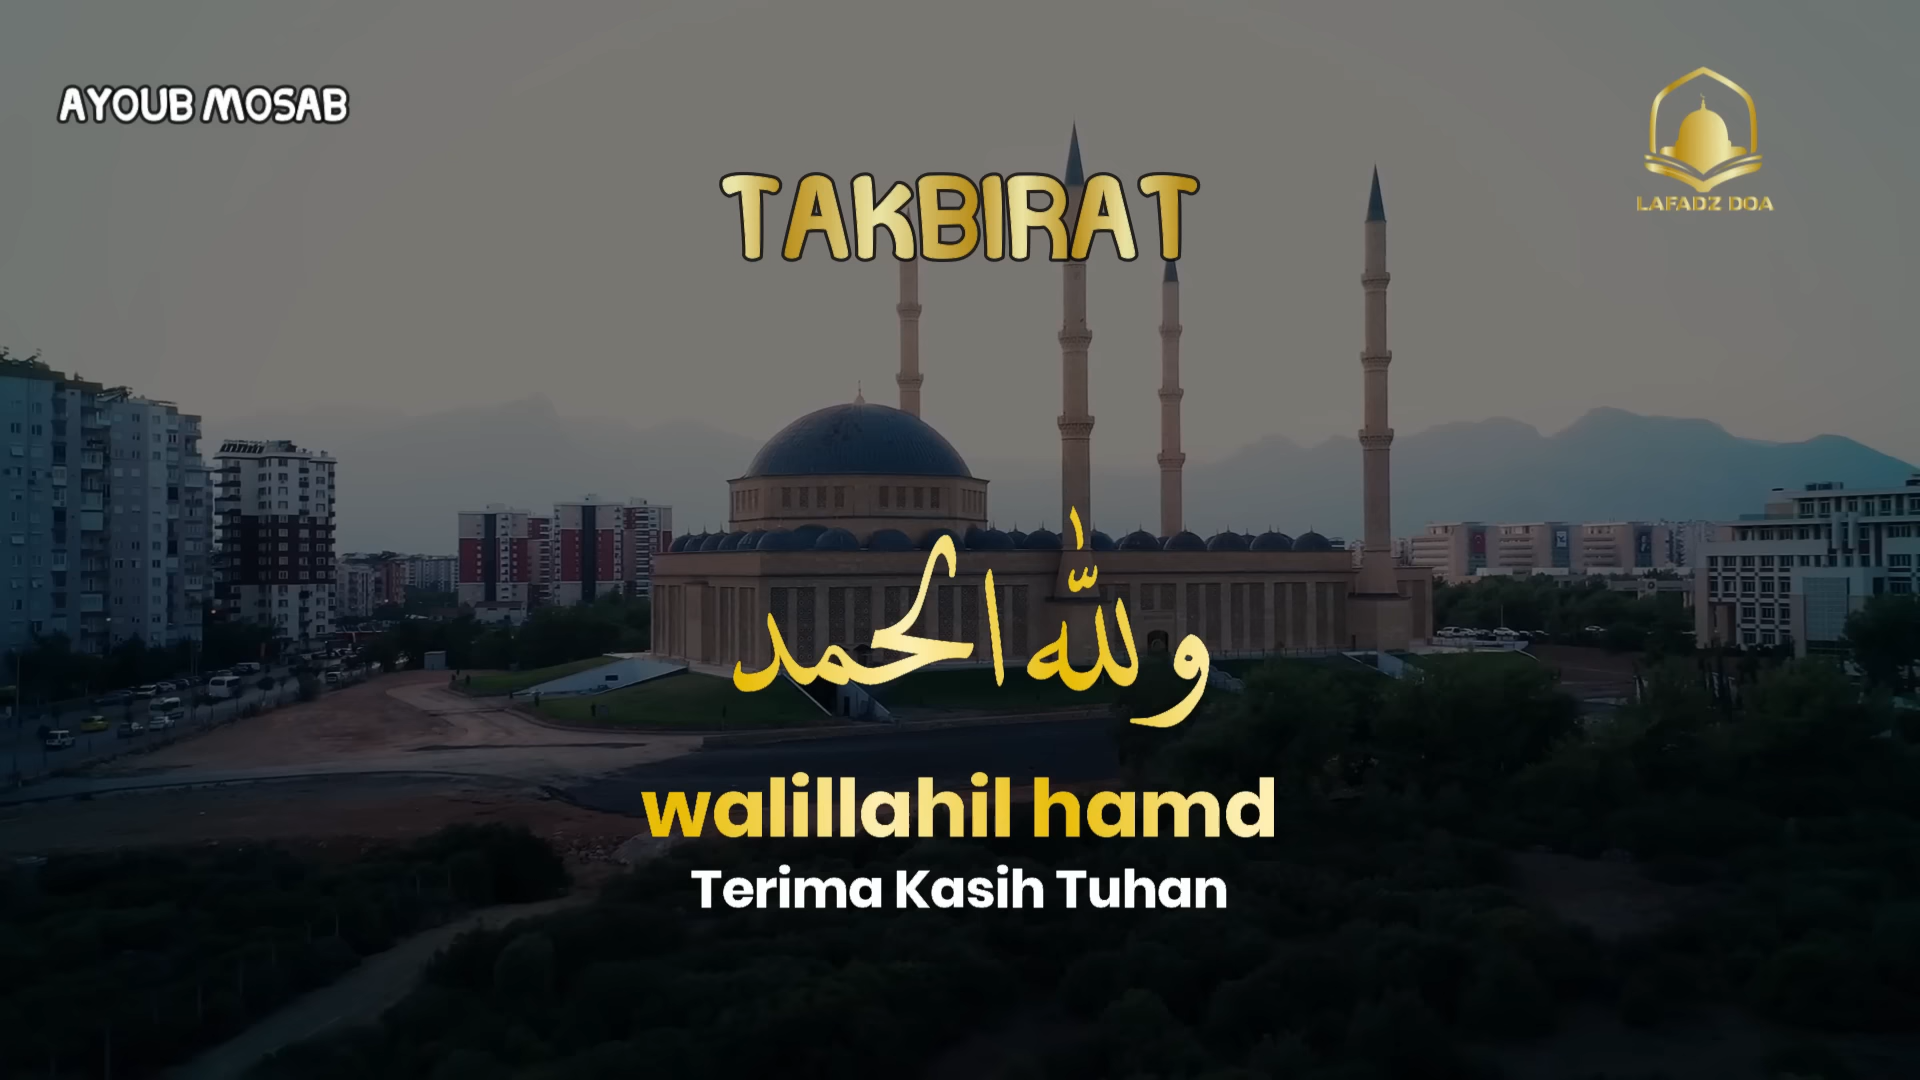 AYOUB MOSAB
LAFADZ DOA
TAKBIRAT
ولله الحمد
walillahil hamd
Terima Kasih Tuhan